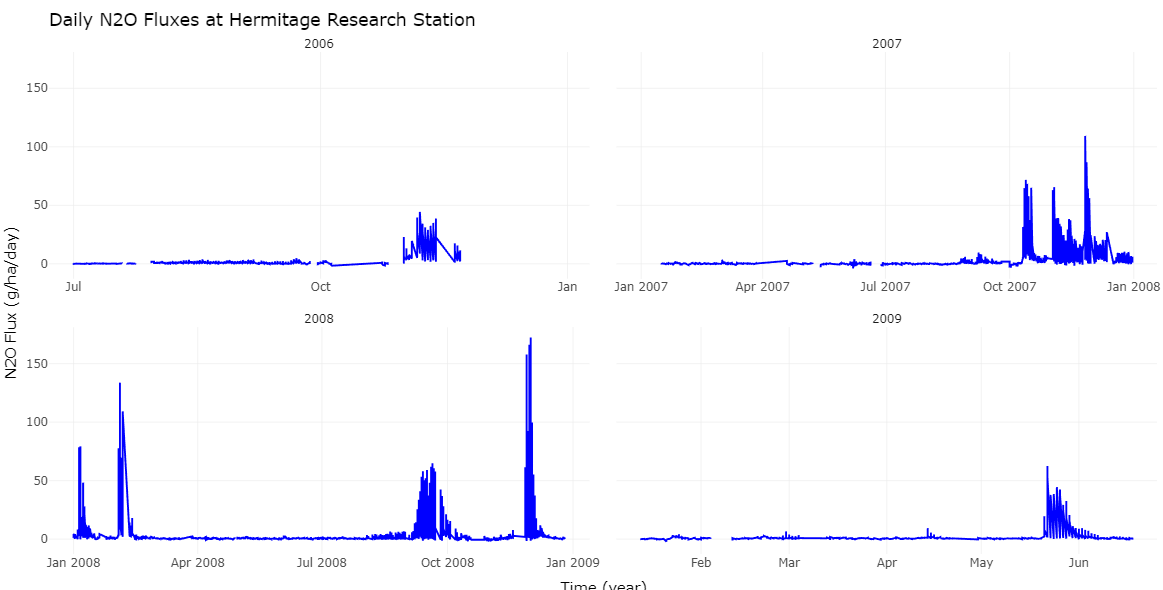 Daily N2O Fluxes at Hermitage Research Station
2006
2007
150
100
50
0
Jul
Oct
Jan
Jan 2007
Apr 2007
Jul 2007
Oct 2007
Jan 2008
N2O Flux (g/ha/day)
2008
2009
150
100
50
0
Jan 2008
Apr 2008
Jul 2008
Oct 2008
Jan 2009
Feb
Mar
Apr
May
Jun
Time (year)